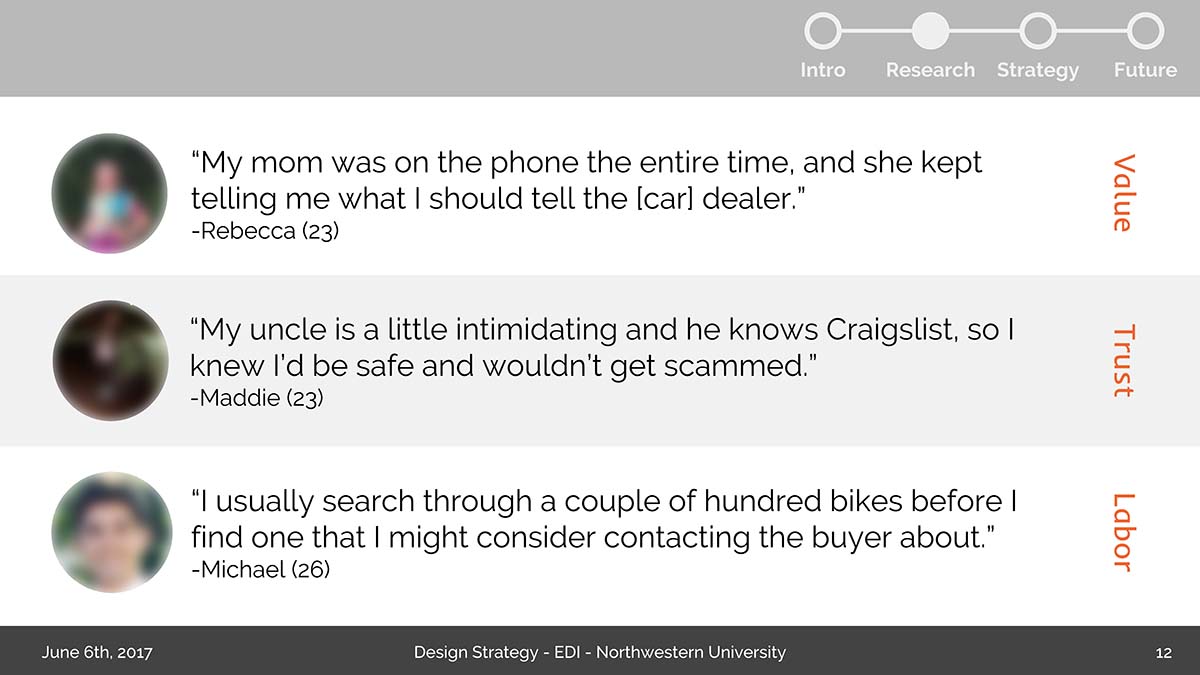 Intro Research Strategy Future
“My mom was on the phone the entire time, and she kept
telling me what I should tell the [car] dealer.”
-Rebecca (23)
Value
“My uncle is a little intimidating and he knows Craigslist, so I
knew I’d be safe and wouldn’t get scammed.”
-Maddie (23)
Trust
“I usually search through a couple of hundred bikes before I
find one that I might consider contacting the buyer about.”
-Michael (26)
Labor
June 6th, 2017 Design Strategy - EDI - Northwestern University 12